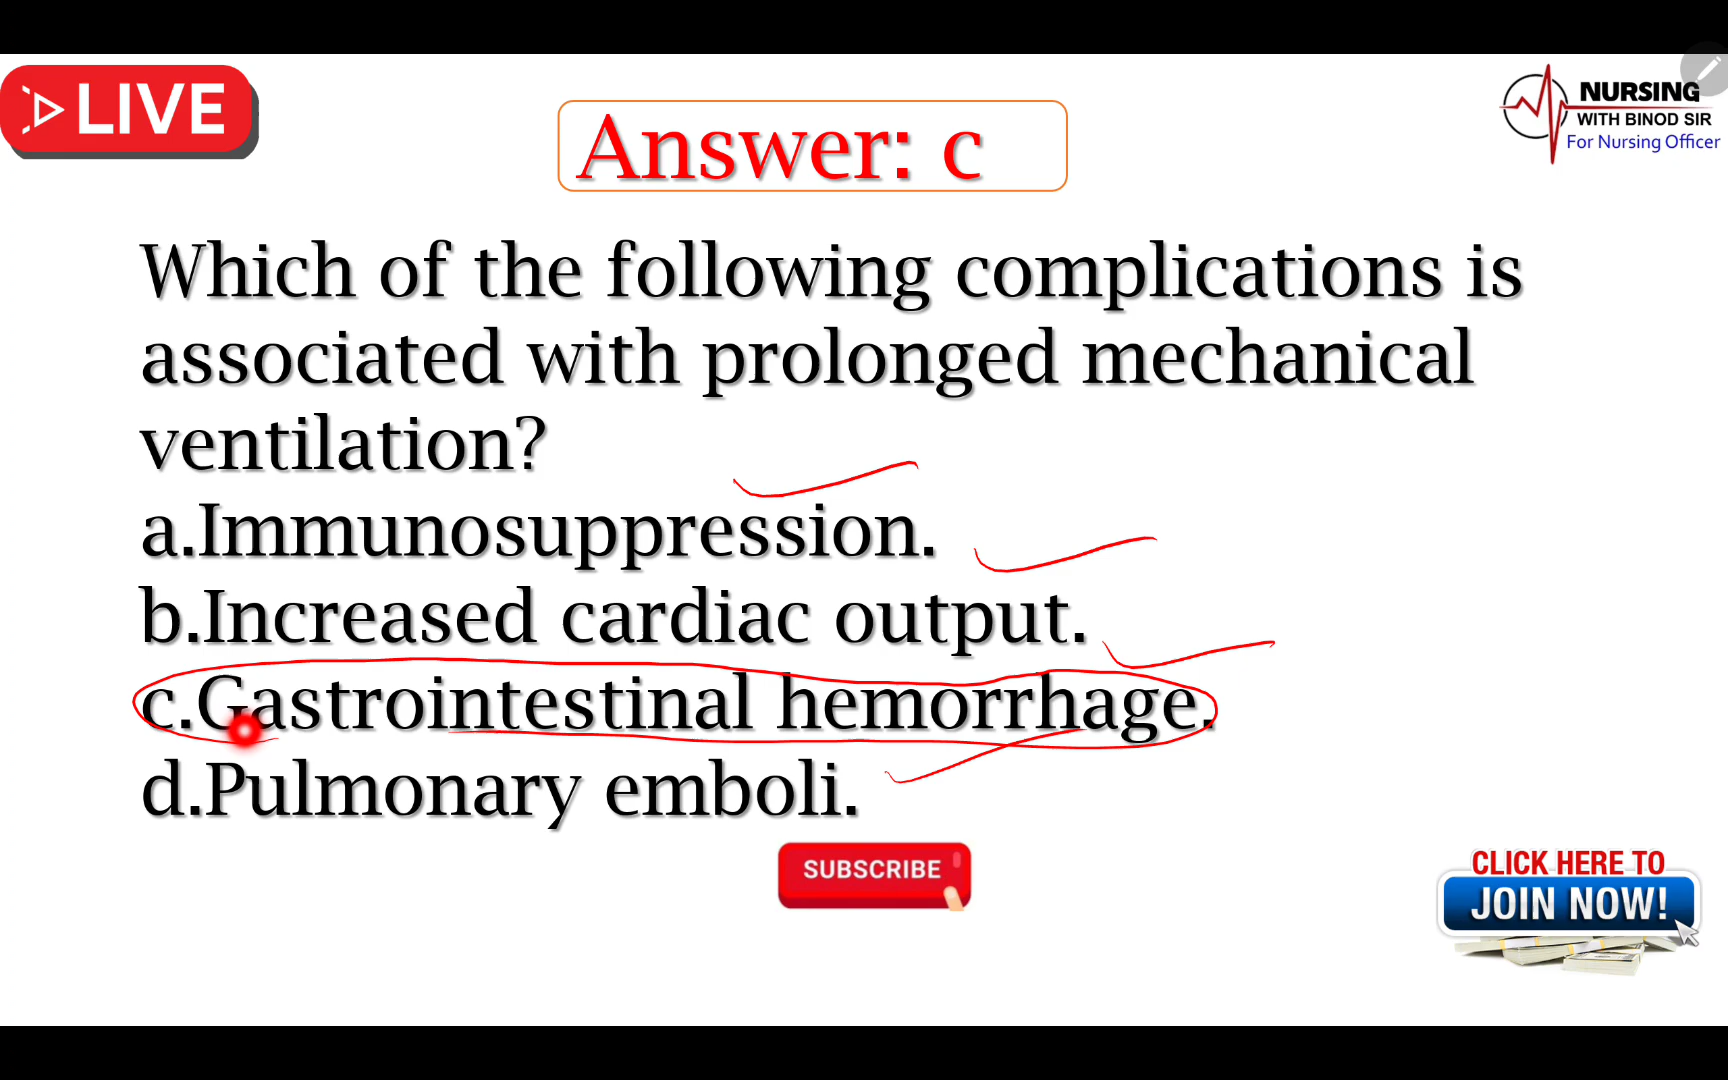 LIVE
NURSING
WITH BINOD SIR
For Nursing Officer
Answer: c
Which of the following complications is
associated with prolonged mechanical
ventilation?
a.Immunosuppression.
b.Increased cardiac output.
c.Gastrointestinal hemorrhage.
d.Pulmonary emboli.
SUBSCRIBE
CLICK HERE TO
JOIN NOW!